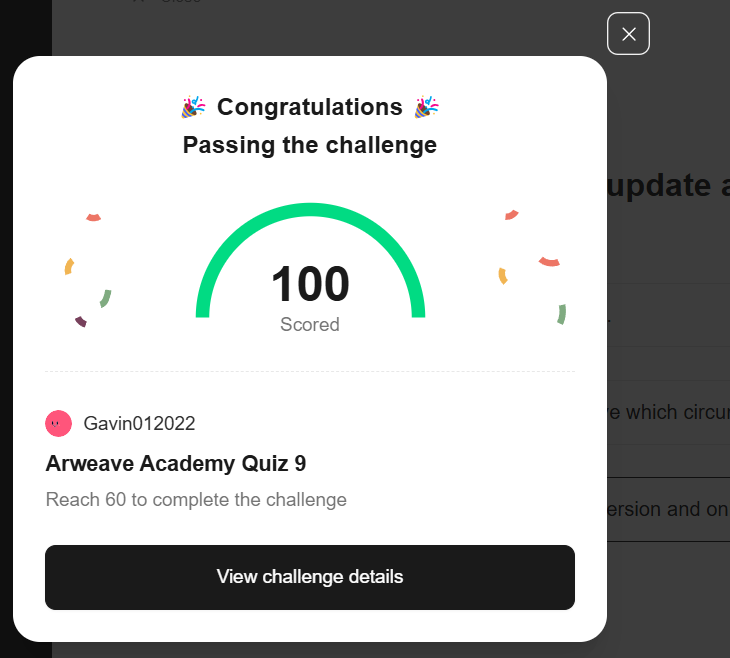 Congratulations
Passing the challenge
update
100
Scored
which circu
Gavin012022
Arweave Academy Quiz 9
Reach 60 to complete the challenge
ersion and on
View challenge details